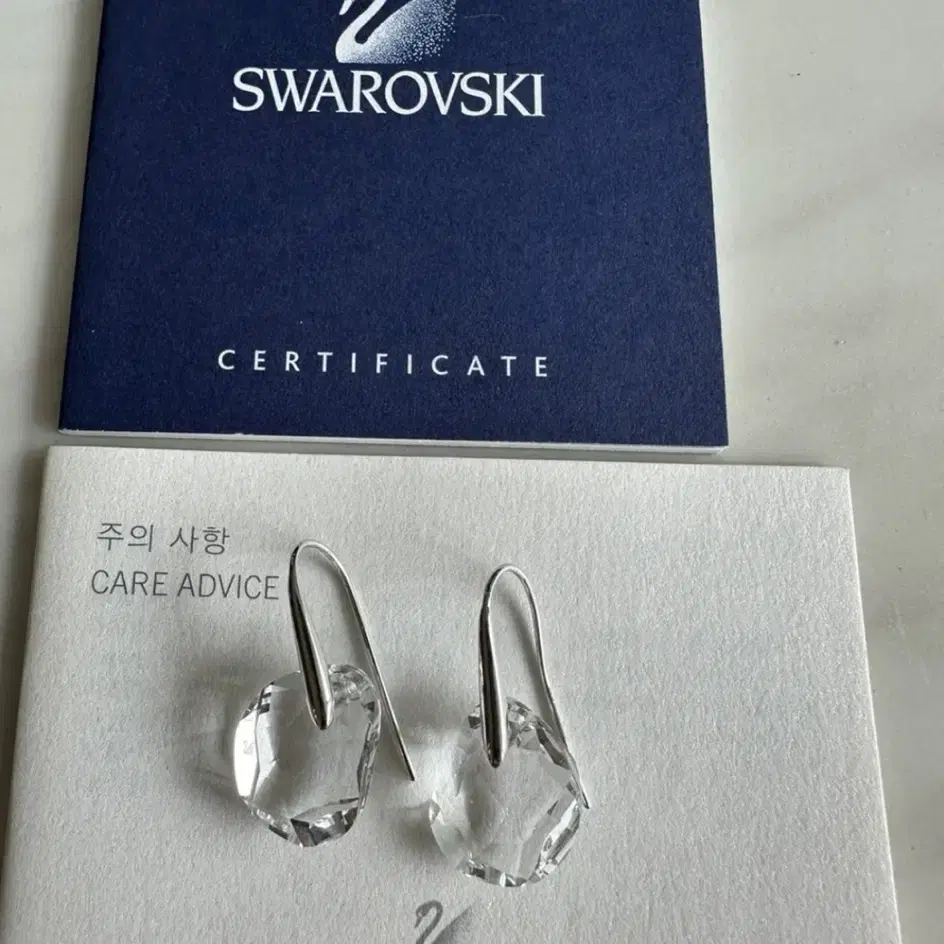 SWAROVSKI
CERTIFICATE
주의 사항
CARE ADVICE